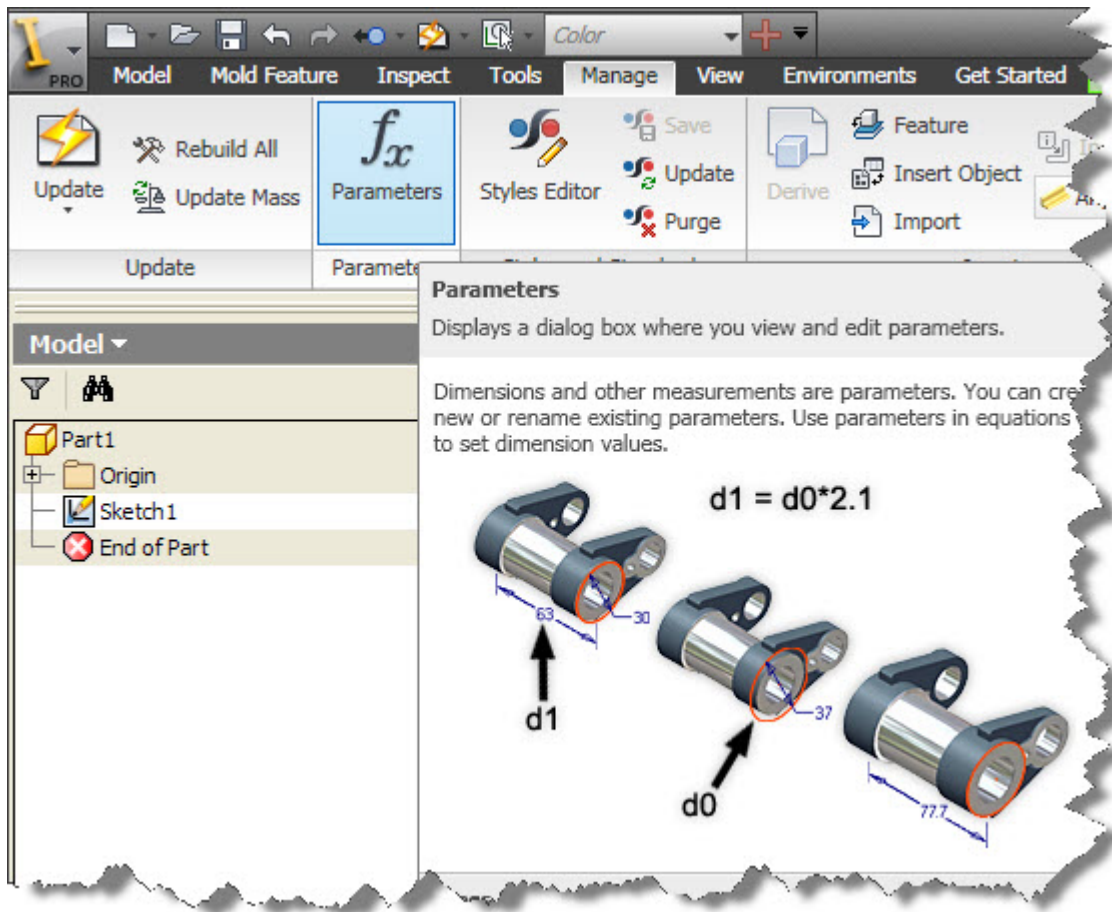 Color
PRO
Model Mold Feature Inspect Tools Manage View Environments Get Started
Update
Rebuild All
Update Mass
Parameters
Styles Editor
Save
Update
Purge
Derive
Feature
Insert Object
Import
Update
Parameters
Displays a dialog box where you view and edit parameters.
Dimensions and other measurements are parameters. You can
new or rename existing parameters. Use parameters in equations
to set dimension values.
d1 = d0*2.1
63
30
d1
37
d0
77.7
Model
Part1
Origin
Sketch1
End of Part